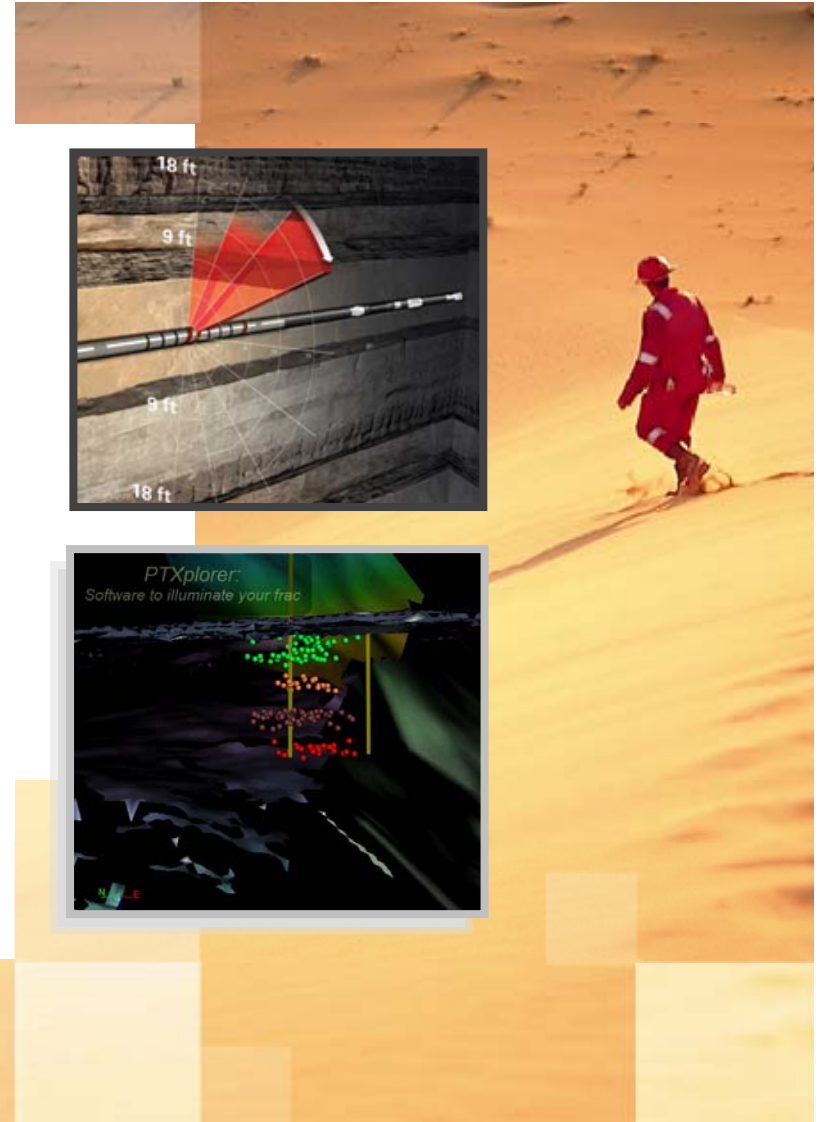 18 ft
9 ft
9 ft
18 ft
PTXplorer:
Software to illuminate your frac
N
E